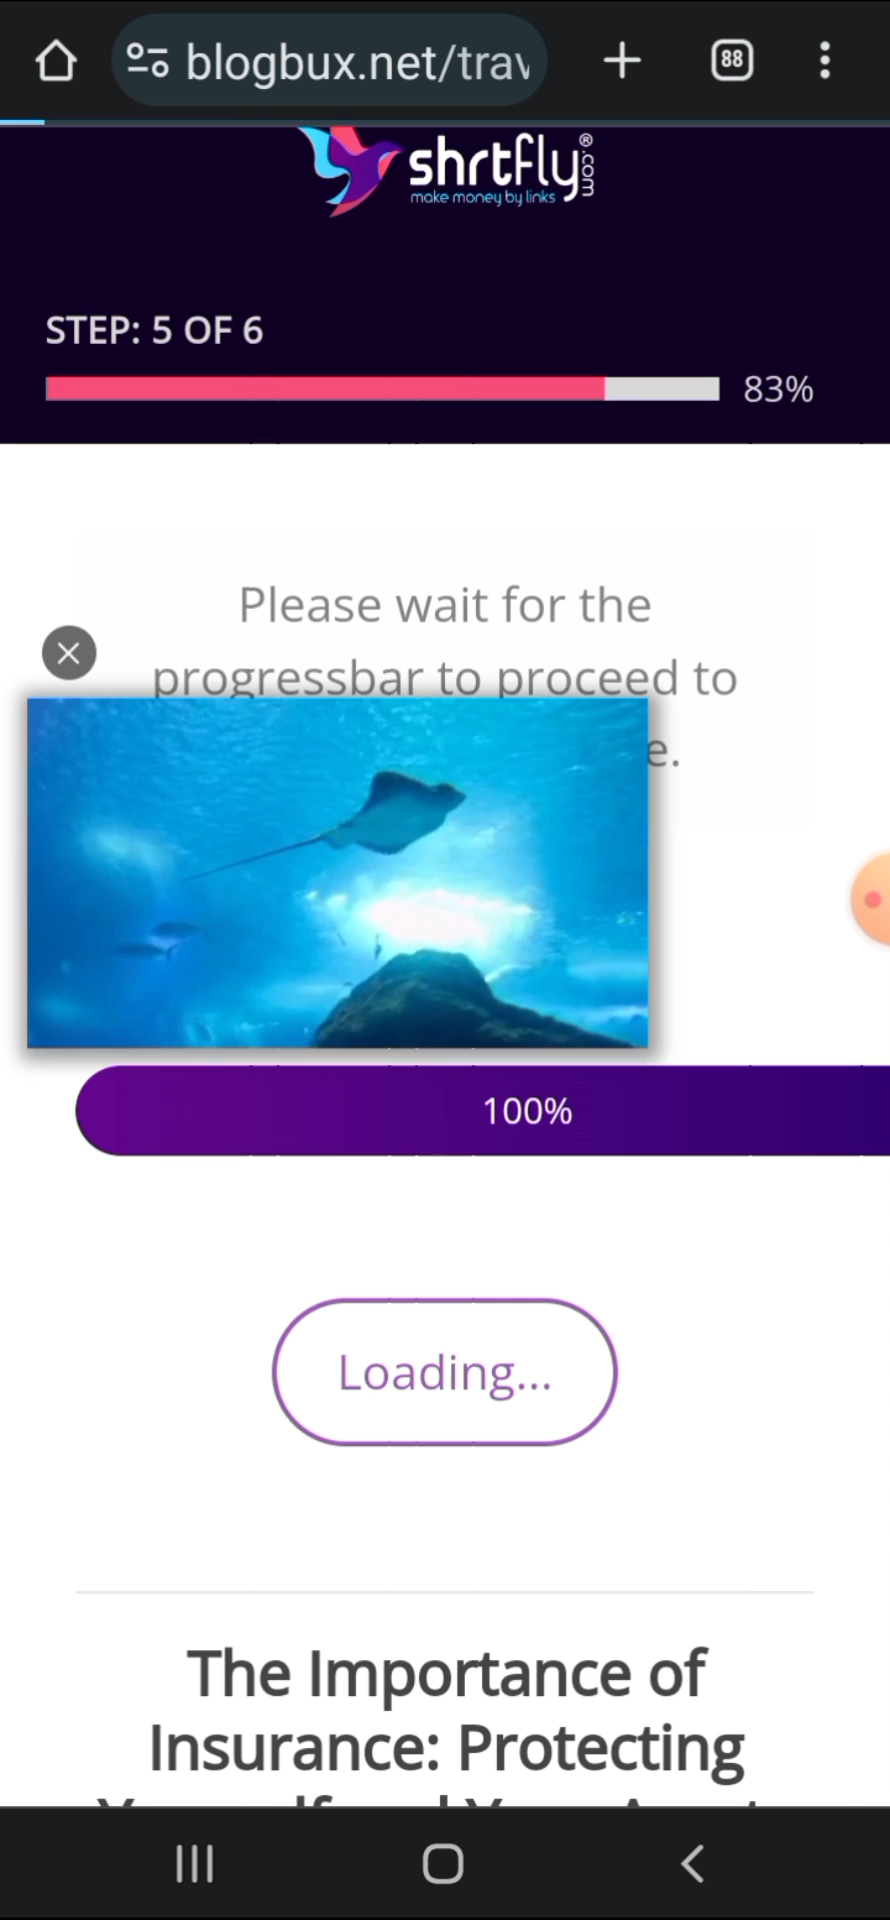 blogbux.net/trav
88
shrtfly®.com
make money by links
STEP: 5 OF 6
83%
Please wait for the
progressbar to proceed to
e.
100%
Loading...
The Importance of
Insurance: Protecting